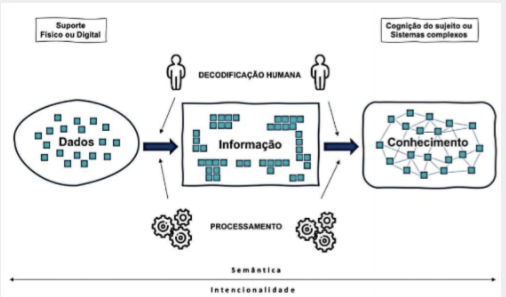 Suporte
Físico ou Digital
Cognição do sujeito ou
Sistemas complexos
DECODIFICAÇÃO HUMANA
Dados
Informação
Conhecimento
PROCESSAMENTO
Semântica
Intencionalidade